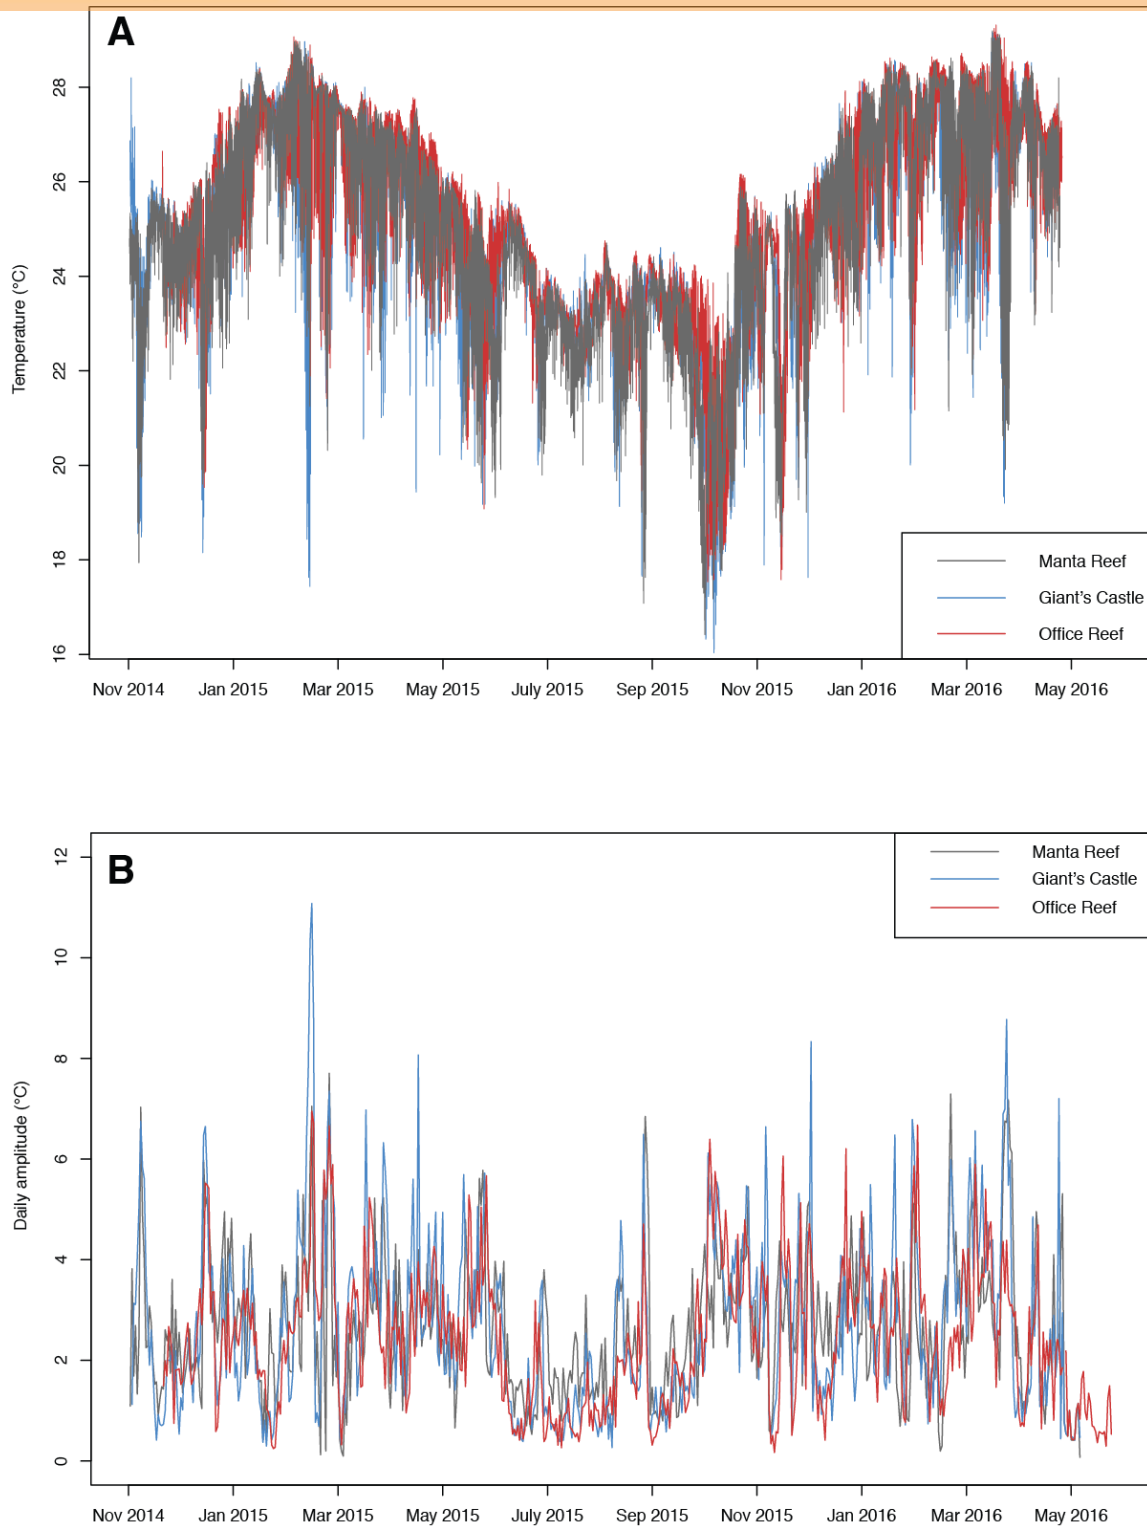 A
Temperature (°C)
28
26
24
22
20
18
16
Manta Reef
Giant's Castle
Office Reef
Nov 2014 Jan 2015 Mar 2015 May 2015 July 2015 Sep 2015 Nov 2015 Jan 2016 Mar 2016 May 2016
B
Daily amplitude (°C)
12
10
8
6
4
2
0
Manta Reef
Giant's Castle
Office Reef
Nov 2014 Jan 2015 Mar 2015 May 2015 July 2015 Sep 2015 Nov 2015 Jan 2016 Mar 2016 May 2016